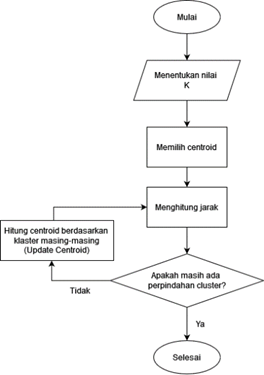 Mulai
Menentukan nilai
K
Memilih centroid
Menghitung jarak
Hitung centroid berdasarkan
klaster masing-masing
(Update Centroid)
Apakah masih ada
perpindahan cluster?
Tidak
Ya
Selesai